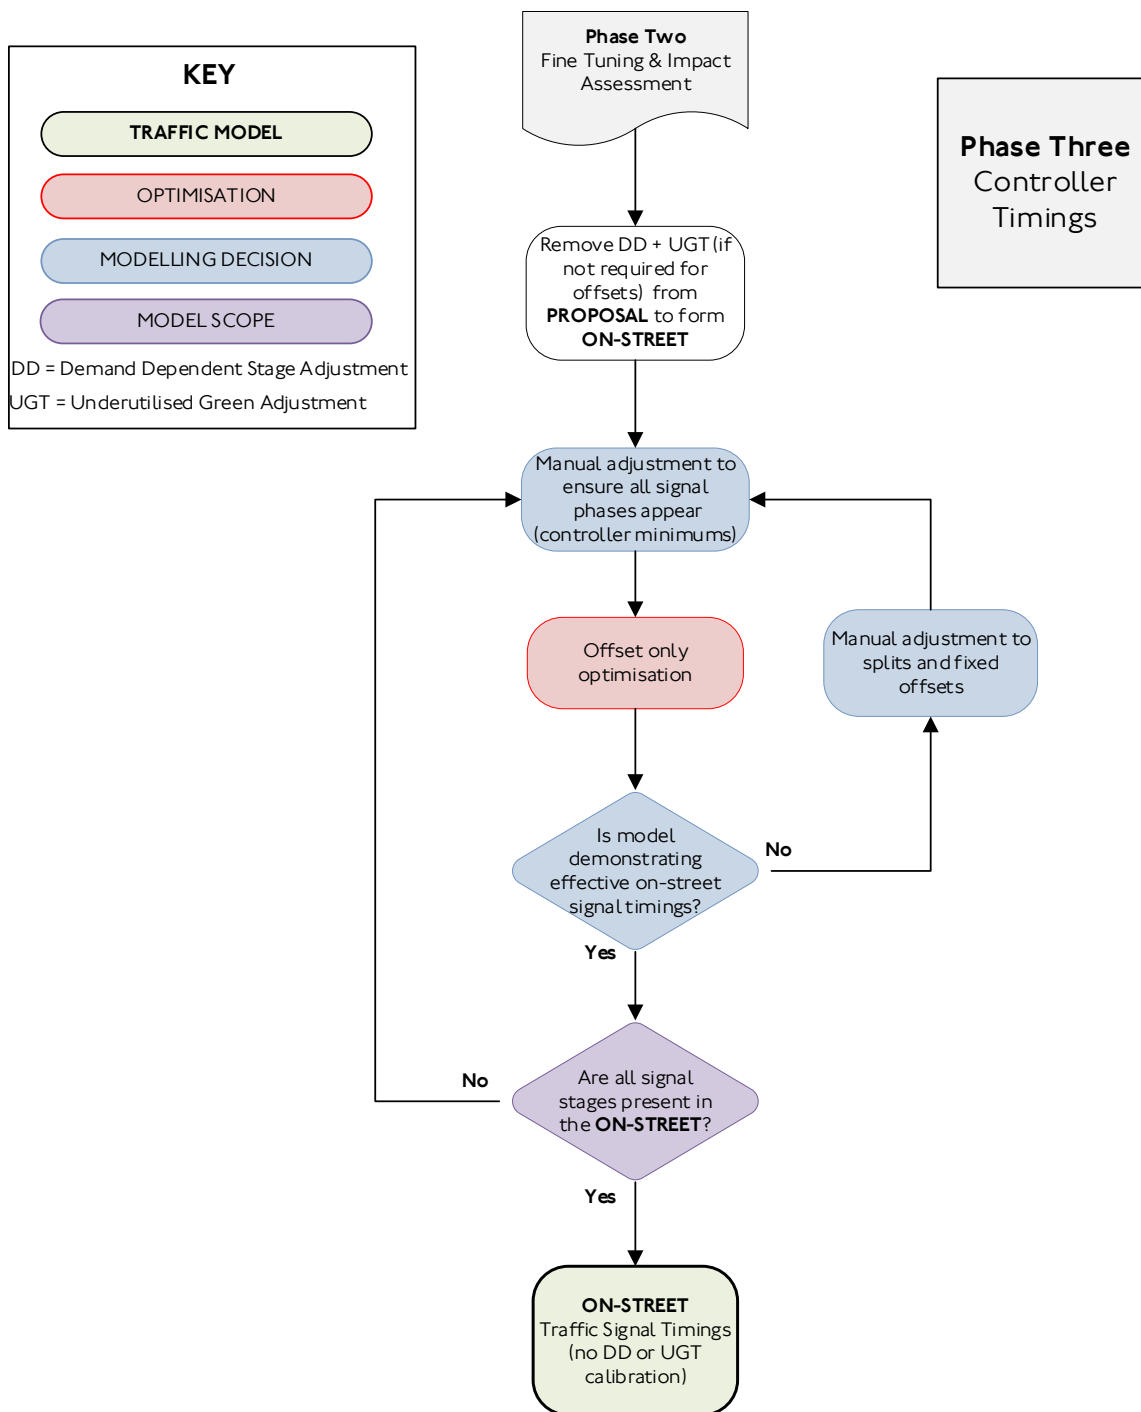 KEY
TRAFFIC MODEL
OPTIMISATION
MODELLING DECISION
MODEL SCOPE
DD = Demand Dependent Stage Adjustment
UGT = Underutilised Green Adjustment
Phase Two
Fine Tuning & Impact
Assessment
Phase Three
Controller
Timings
Remove DD + UGT (if
not required for
offsets) from
PROPOSAL to form
ON-STREET
Manual adjustment to
ensure all signal
phases appear
(controller minimums)
Offset only
optimisation
Manual adjustment to
splits and fixed
offsets
Is model
demonstrating
effective on-street
signal timings?
No
Yes
Are all signal
stages present in
the ON-STREET?
No
Yes
ON-STREET
Traffic Signal Timings
(no DD or UGT
calibration)